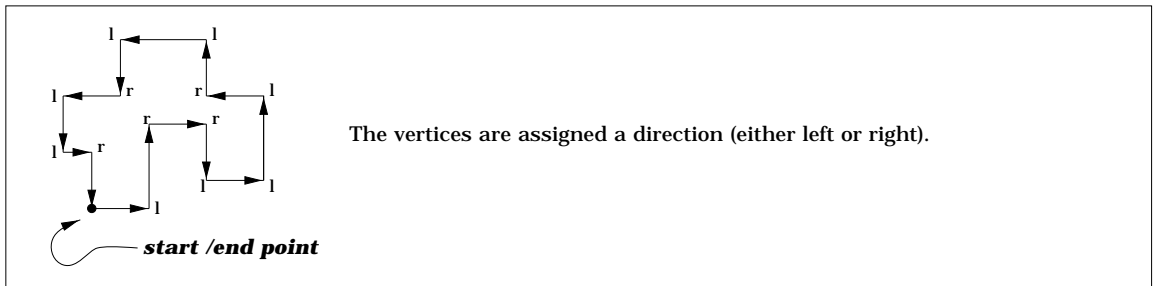 l l
l r r l
r r
The vertices are assigned a direction (either left or right).
l r
l l
l
start /end point